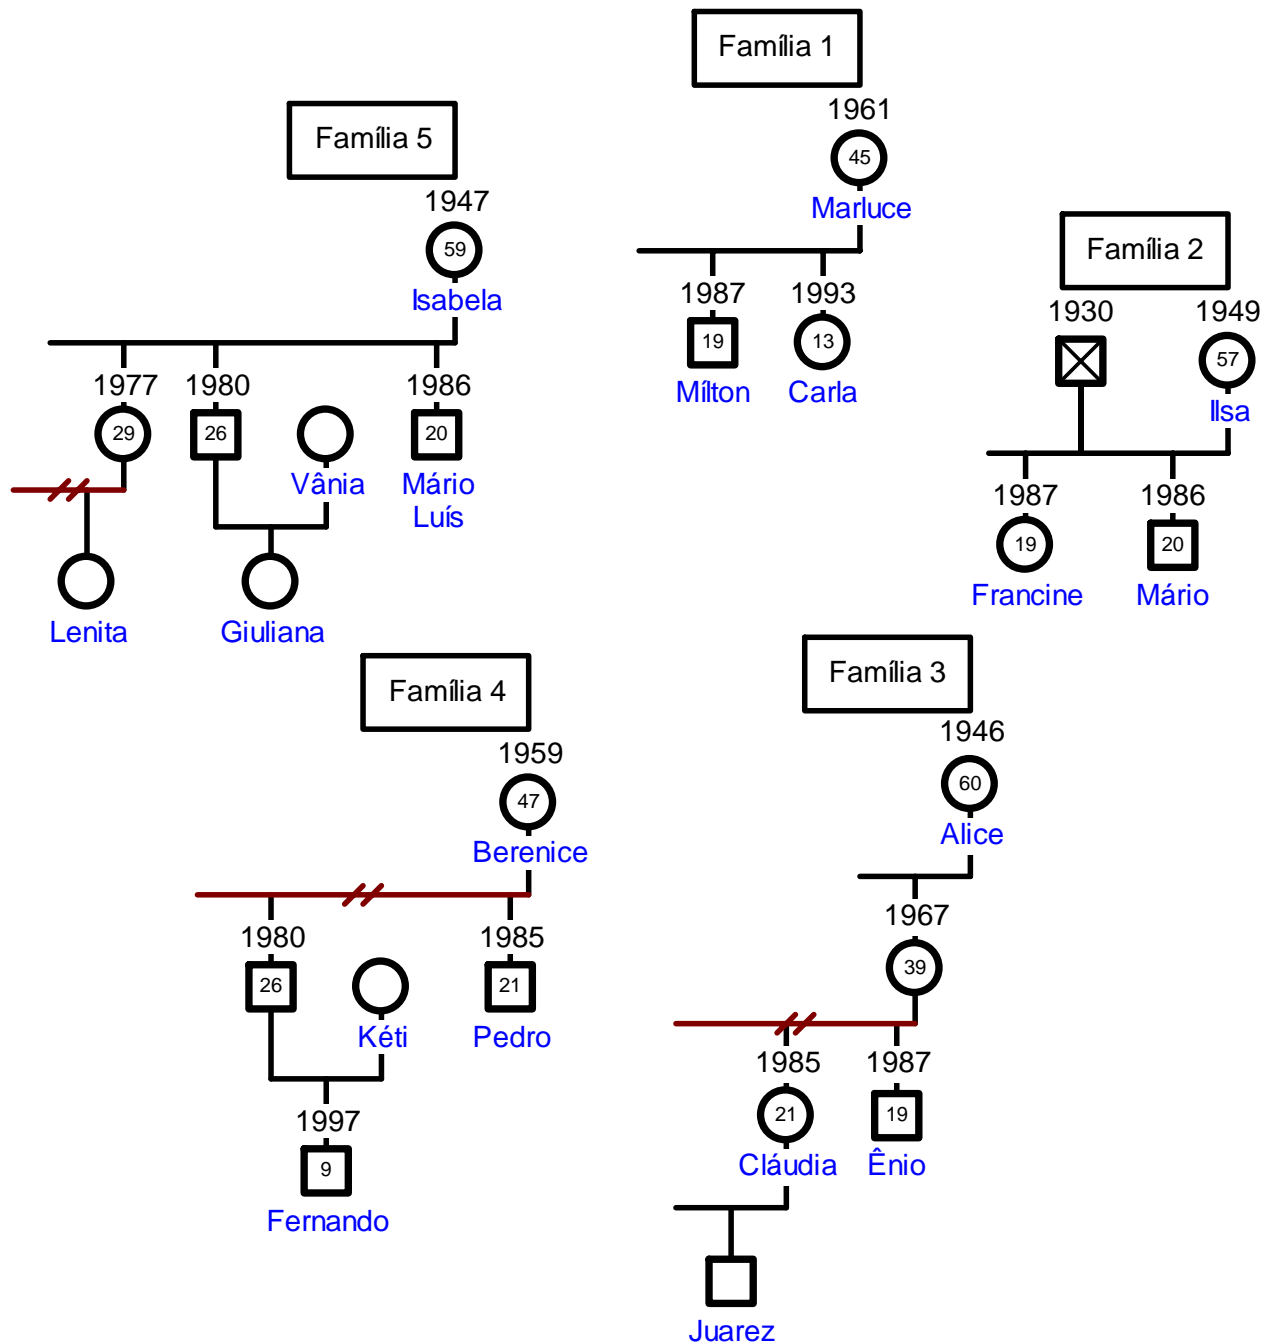 Família 1
1961
45
Marluce
1987 1993
19 13
Mílton Carla
Família 5
1947
59
Isabela
1977 1980 1986
29 26 20
Vânia Mário
Luís
Lenita Giuliana
Família 2
1930 1949
57
Ilsa
1987 1986
19 20
Francine Mário
Família 4
1959
47
Berenice
1980 1985
26 21
Kéti Pedro
1997
9
Fernando
Família 3
1946
60
Alice
1967
39
1985 1987
21 19
Cláudia Ênio
Juarez